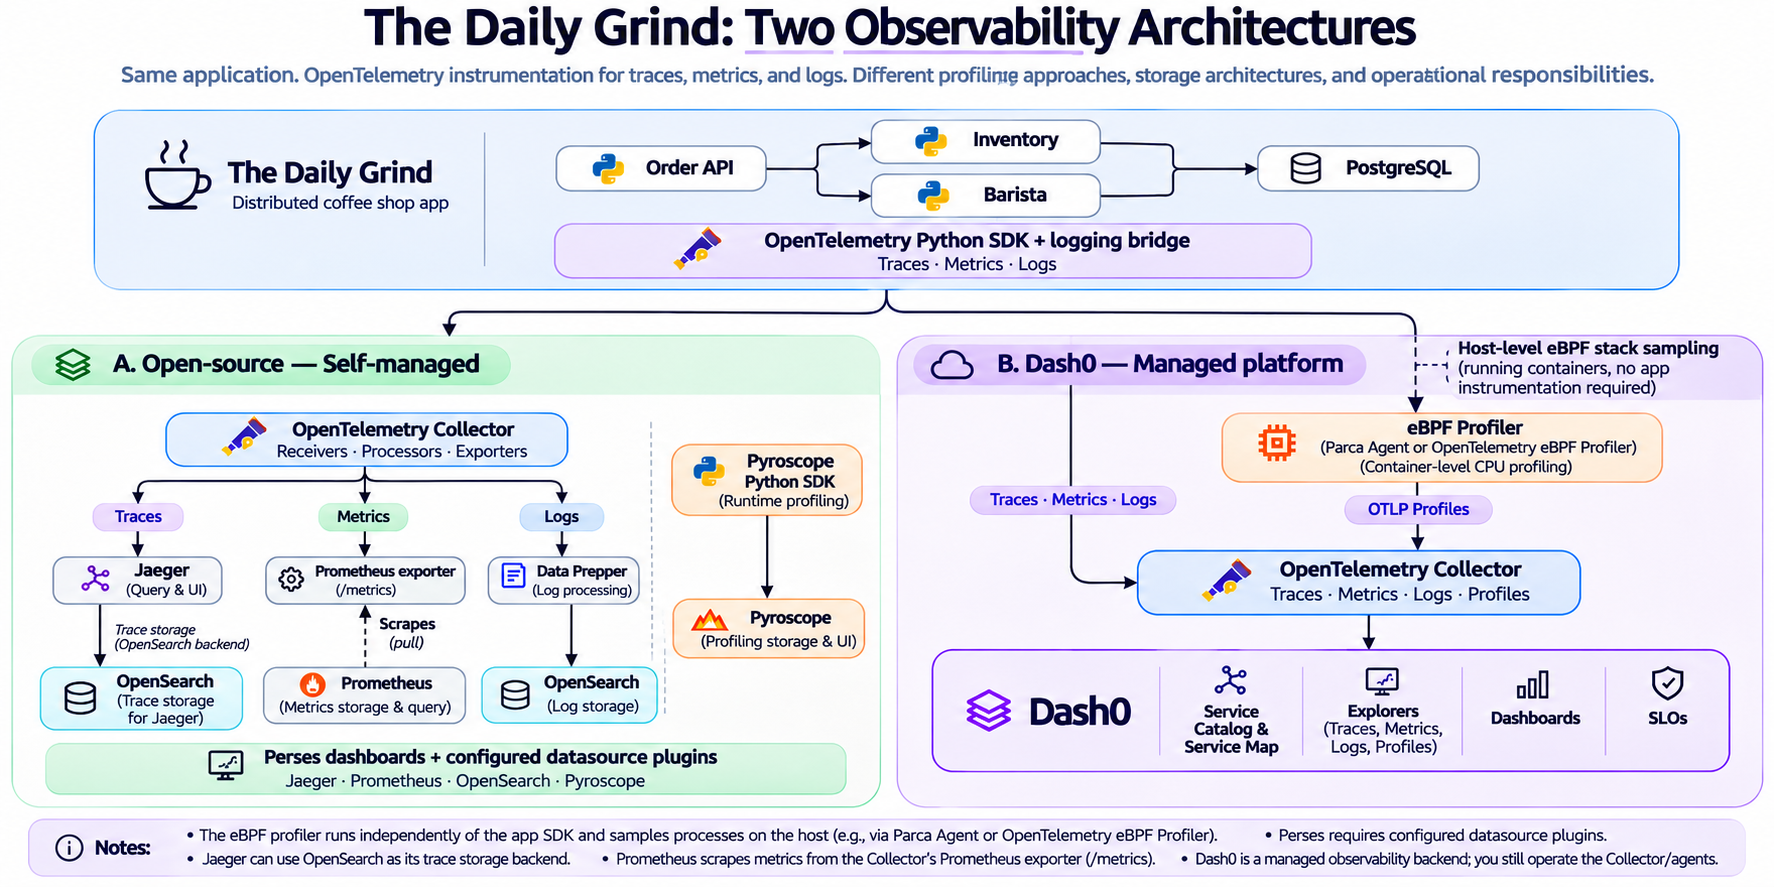 The Daily Grind: Two Observability Architectures
Same application. OpenTelemetry instrumentation for traces, metrics, and logs. Different profiling approaches, storage architectures, and operational responsibilities.
The Daily Grind
Distributed coffee shop app
Order API
Inventory
Barista
PostgreSQL
OpenTelemetry Python SDK + logging bridge
Traces · Metrics · Logs
A. Open-source — Self-managed
OpenTelemetry Collector
Receivers · Processors · Exporters
Traces
Metrics
Logs
Jaeger
(Query & UI)
Prometheus exporter
(/metrics)
Data Prepper
(Log processing)
Trace storage
(OpenSearch backend)
Scrapes
(pull)
OpenSearch
(Trace storage
for Jaeger)
Prometheus
(Metrics storage & query)
OpenSearch
(Log storage)
Pyroscope
Python SDK
(Runtime profiling)
Pyroscope
(Profiling storage & UI)
Perses dashboards + configured datasource plugins
Jaeger · Prometheus · OpenSearch · Pyroscope
B. Dash0 — Managed platform
Host-level eBPF stack sampling
(running containers, no app
instrumentation required)
eBPF Profiler
(Parca Agent or OpenTelemetry eBPF Profiler)
(Container-level CPU profiling)
Traces · Metrics · Logs
OTLP Profiles
OpenTelemetry Collector
Traces · Metrics · Logs · Profiles
Dash0
Service
Catalog &
Service Map
Explorers
(Traces, Metrics,
Logs, Profiles)
Dashboards
SLOs
Notes:
• The eBPF profiler runs independently of the app SDK and samples processes on the host (e.g., via Parca Agent or OpenTelemetry eBPF Profiler).
• Perses requires configured datasource plugins.
• Jaeger can use OpenSearch as its trace storage backend.
• Prometheus scrapes metrics from the Collector's Prometheus exporter (/metrics).
• Dash0 is a managed observability backend; you still operate the Collector/agents.